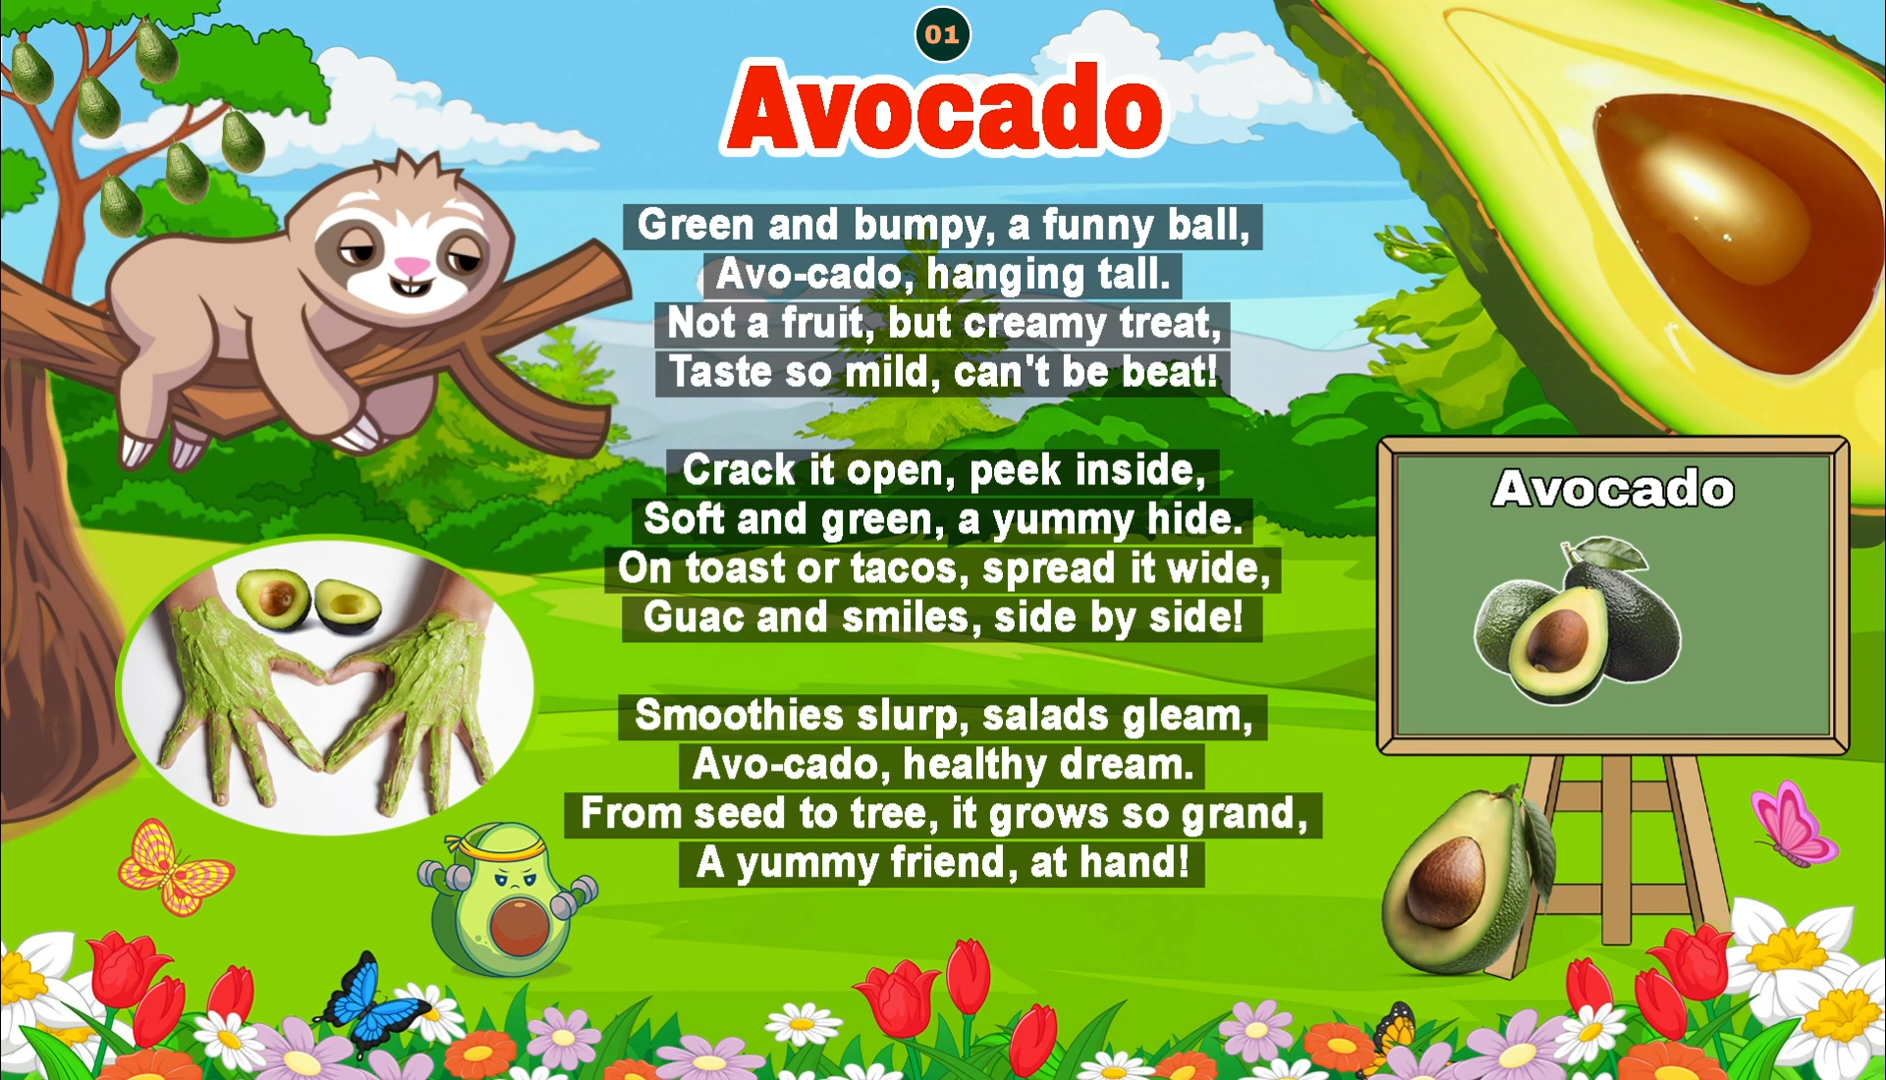 01
Avocado
Green and bumpy, a funny ball,
Avo-cado, hanging tall.
Not a fruit, but creamy treat,
Taste so mild, can't be beat!
Crack it open, peek inside,
Soft and green, a yummy hide.
On toast or tacos, spread it wide,
Guac and smiles, side by side!
Smoothies slurp, salads gleam,
Avo-cado, healthy dream.
From seed to tree, it grows so grand,
A yummy friend, at hand!
Avocado